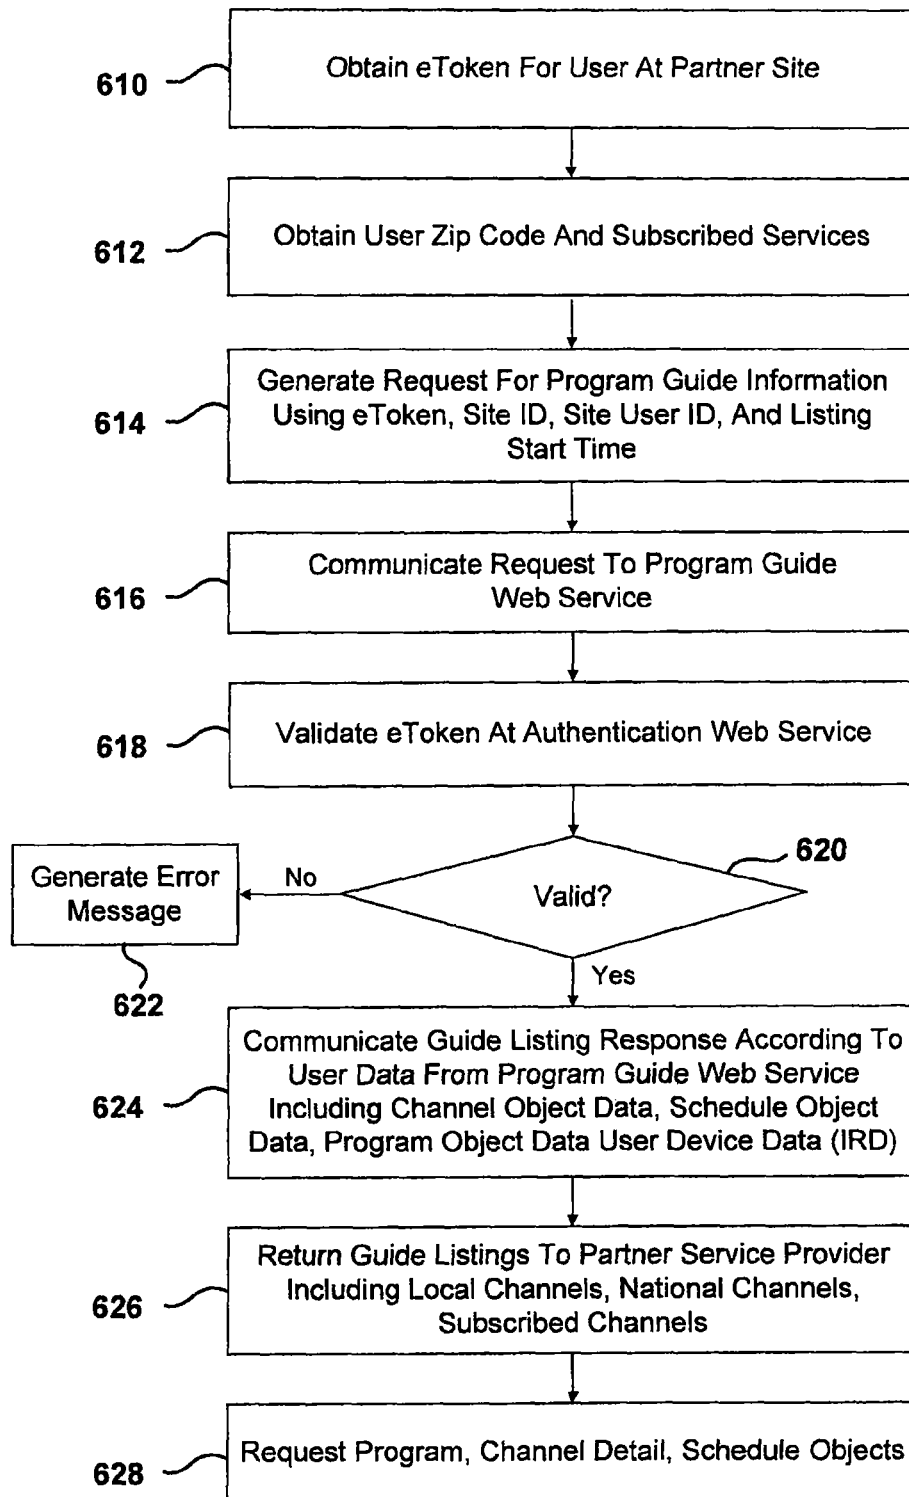 610
Obtain eToken For User At Partner Site
612
Obtain User Zip Code And Subscribed Services
614
Generate Request For Program Guide Information
Using eToken, Site ID, Site User ID, And Listing
Start Time
616
Communicate Request To Program Guide
Web Service
618
Validate eToken At Authentication Web Service
620
Valid?
No
Generate Error
Message
622
Yes
624
Communicate Guide Listing Response According To
User Data From Program Guide Web Service
Including Channel Object Data, Schedule Object
Data, Program Object Data User Device Data (IRD)
626
Return Guide Listings To Partner Service Provider
Including Local Channels, National Channels,
Subscribed Channels
628
Request Program, Channel Detail, Schedule Objects